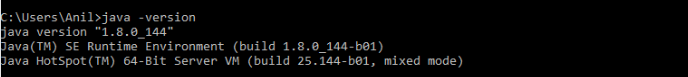 C:\Users\Anil>java -version
java version "1.8.0_144"
Java(TM) SE Runtime Environment (build 1.8.0_144-b01)
Java HotSpot(TM) 64-Bit Server VM (build 25.144-b01, mixed mode)